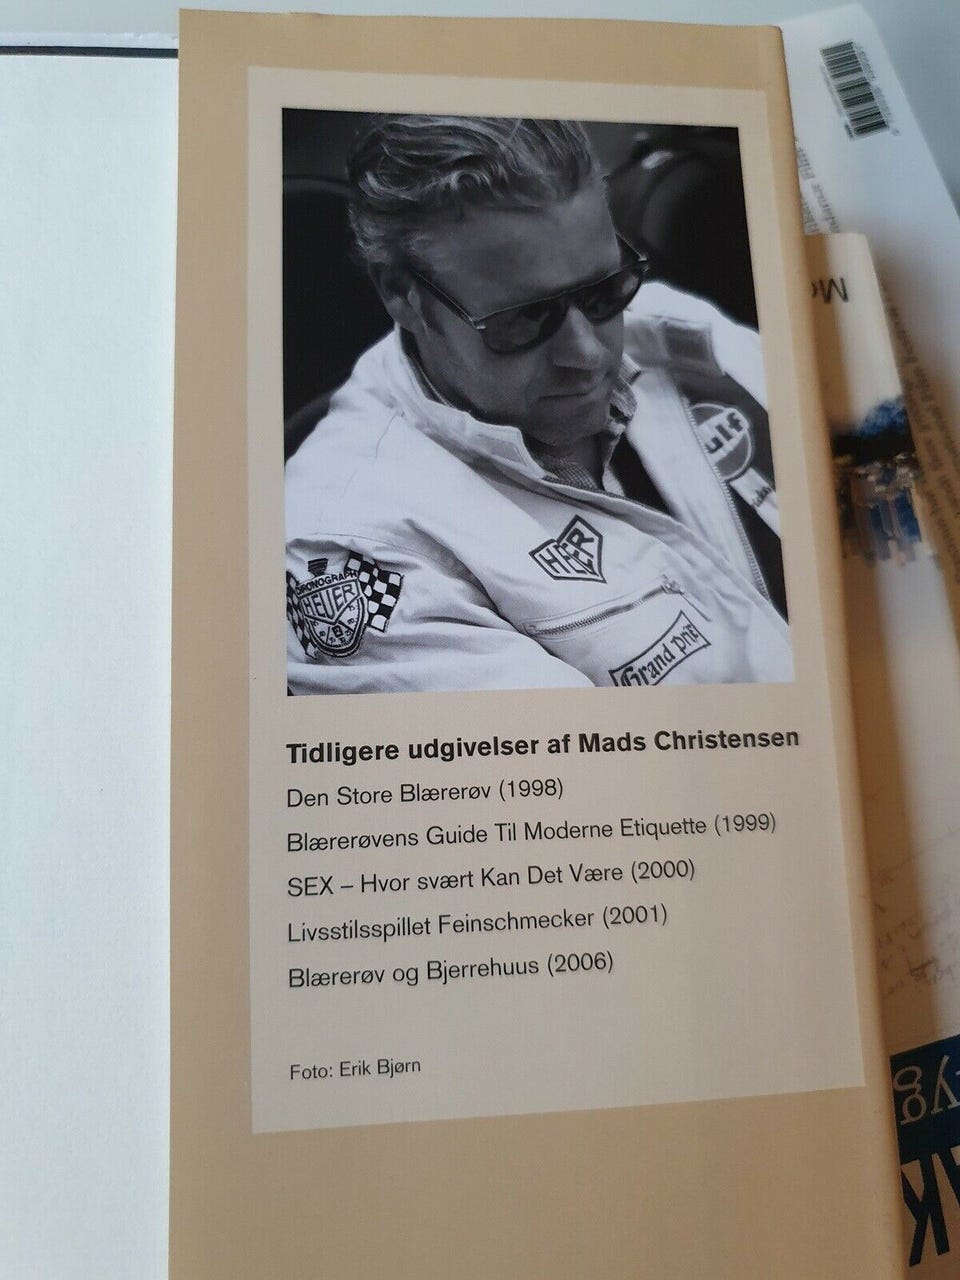 HEUER
CHRONOGRAPH
HEUER
Grand prix
Tidligere udgivelser af Mads Christensen
Den Store Blærerøv (1998)
Blærerøvens Guide Til Moderne Etiquette (1999)
SEX – Hvor svært Kan Det Være (2000)
Livsstilsspillet Feinschmecker (2001)
Blærerøv og Bjerrehuus (2006)
Foto: Erik Bjørn